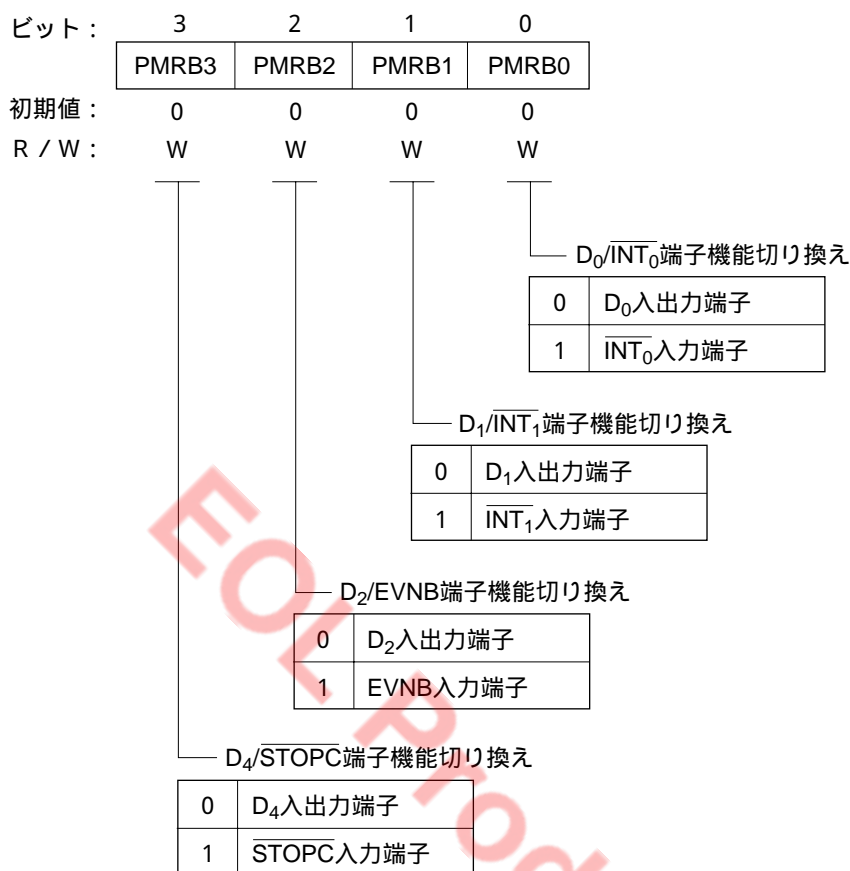 ビット： 3 2 1 0
PMRB3 PMRB2 PMRB1 PMRB0
初期値： 0 0 0 0
R／W： W W W W
D0/INT0端子機能切り換え
0 D0入出力端子
1 INT0入力端子
D1/INT1端子機能切り換え
0 D1入出力端子
1 INT1入力端子
D2/EVNB端子機能切り換え
0 D2入出力端子
1 EVNB入力端子
D4/STOPC端子機能切り換え
0 D4入出力端子
1 STOPC入力端子
EOL Prod